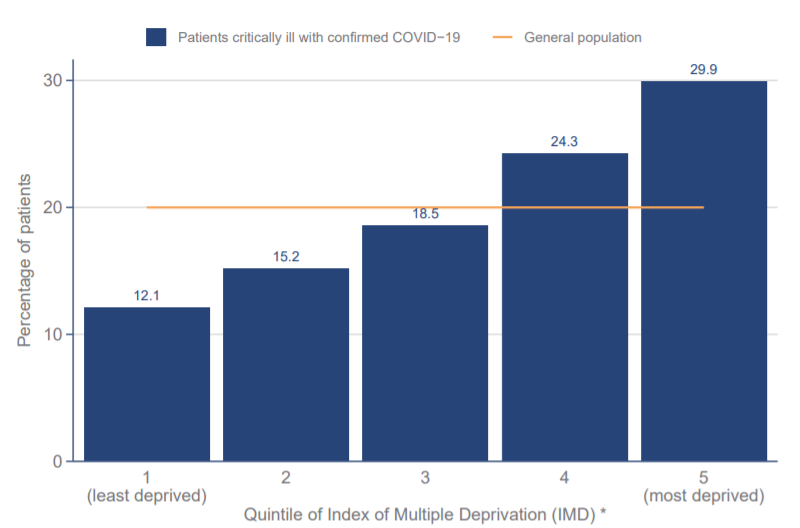 Patients critically ill with confirmed COVID−19
General population
Percentage of patients
30
20
10
0
12.1
15.2
18.5
24.3
29.9
1
(least deprived)
2
3
4
5
(most deprived)
Quintile of Index of Multiple Deprivation (IMD) *